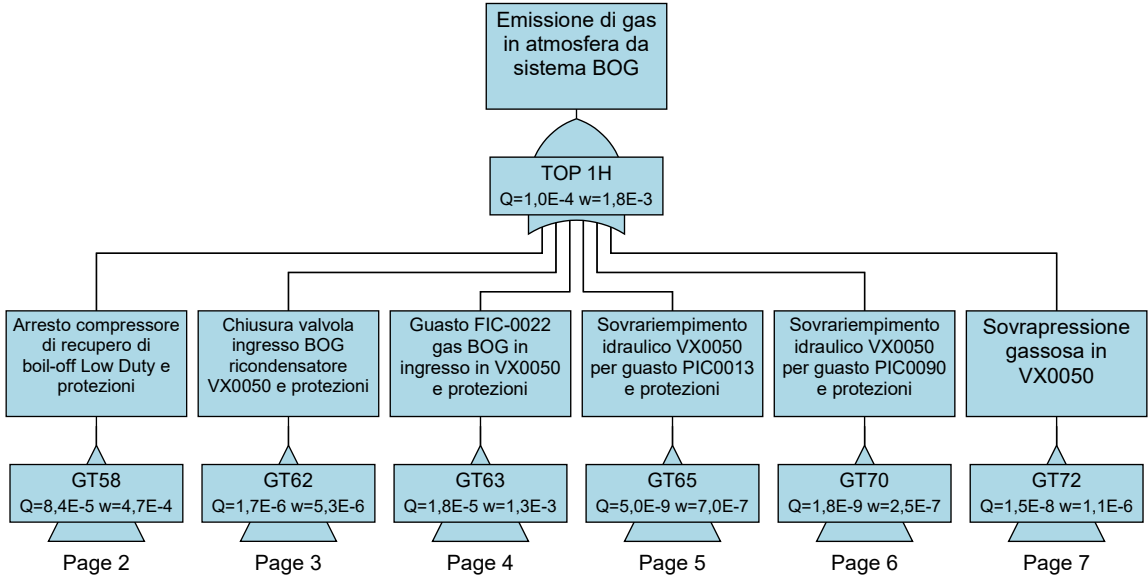 Emissione di gas
in atmosfera da
sistema BOG
TOP 1H
Q=1,0E-4 w=1,8E-3
Arresto compressore
di recupero di
boil-off Low Duty e
protezioni
Chiusura valvola
ingresso BOG
ricondensatore
VX0050 e protezioni
Guasto FIC-0022
gas BOG in
ingresso in VX0050
e protezioni
Sovrariempimento
idraulico VX0050
per guasto PIC0013
e protezioni
Sovrariempimento
idraulico VX0050
per guasto PIC0090
e protezioni
Sovrapressione
gassosa in
VX0050
GT58
Q=8,4E-5 w=4,7E-4
GT62
Q=1,7E-6 w=5,3E-6
GT63
Q=1,8E-5 w=1,3E-3
GT65
Q=5,0E-9 w=7,0E-7
GT70
Q=1,8E-9 w=2,5E-7
GT72
Q=1,5E-8 w=1,1E-6
Page 2
Page 3
Page 4
Page 5
Page 6
Page 7